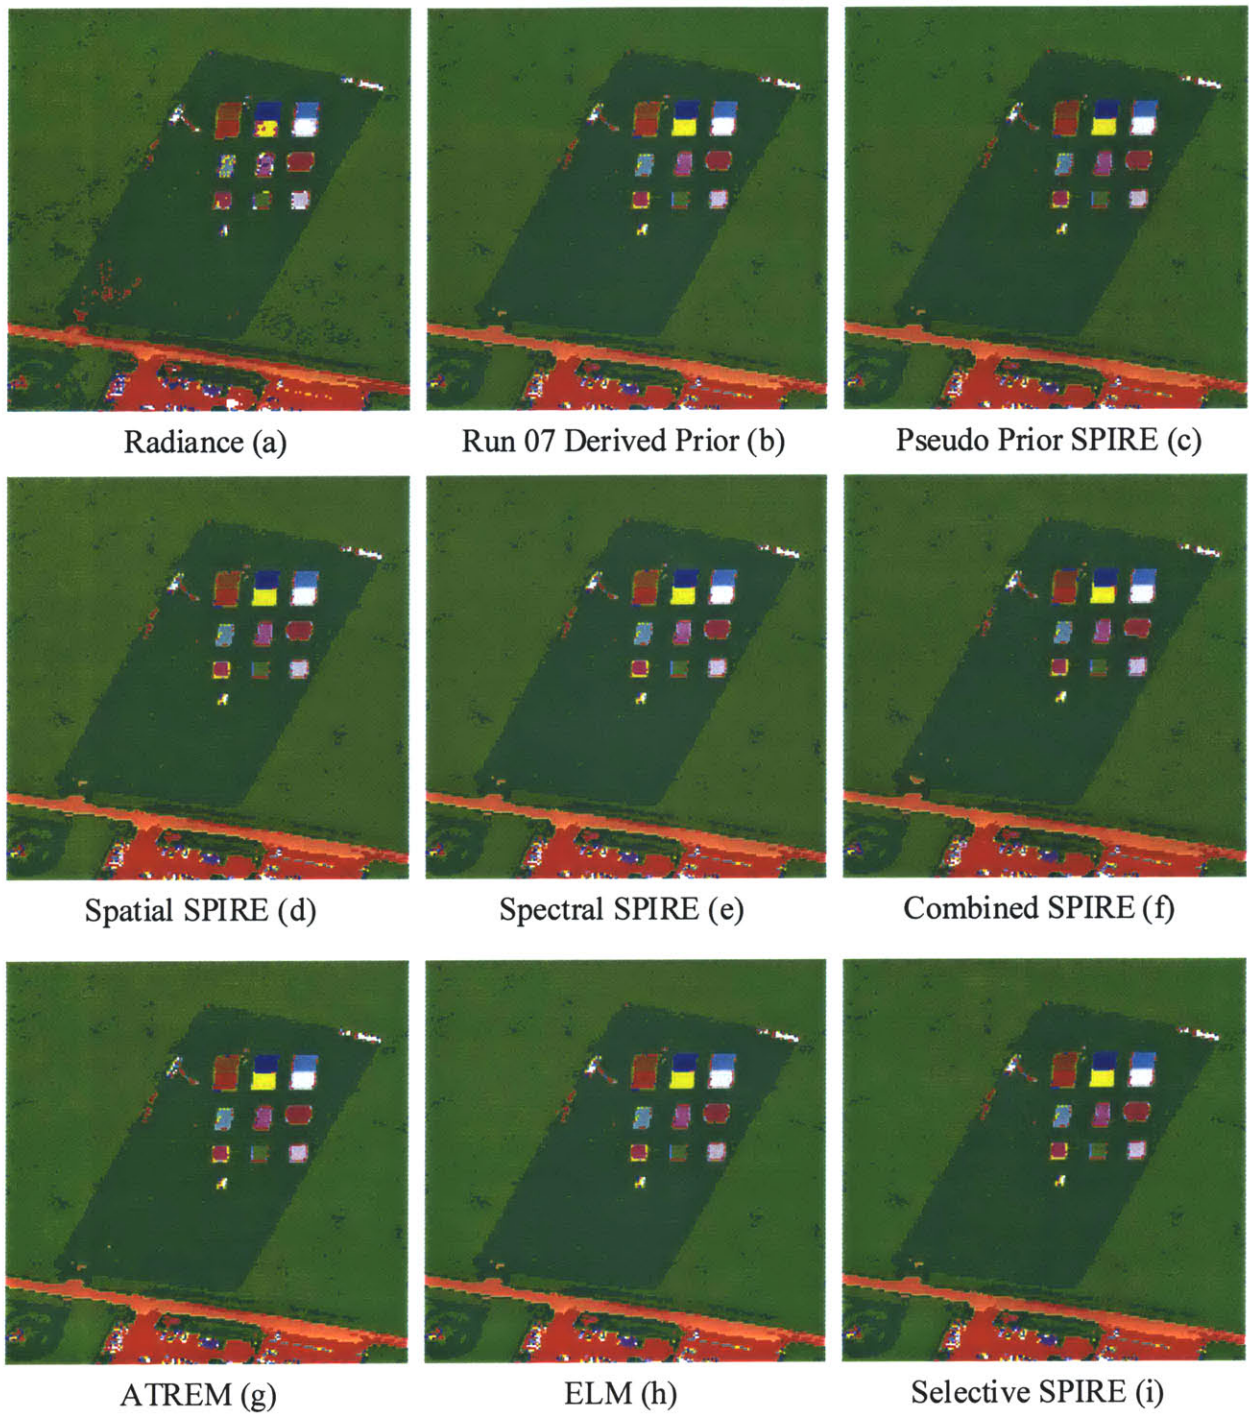 Radiance (a)
Run 07 Derived Prior (b)
Pseudo Prior SPIRE (c)
Spatial SPIRE (d)
Spectral SPIRE (e)
Combined SPIRE (f)
ATREM (g)
ELM (h)
Selective SPIRE (i)